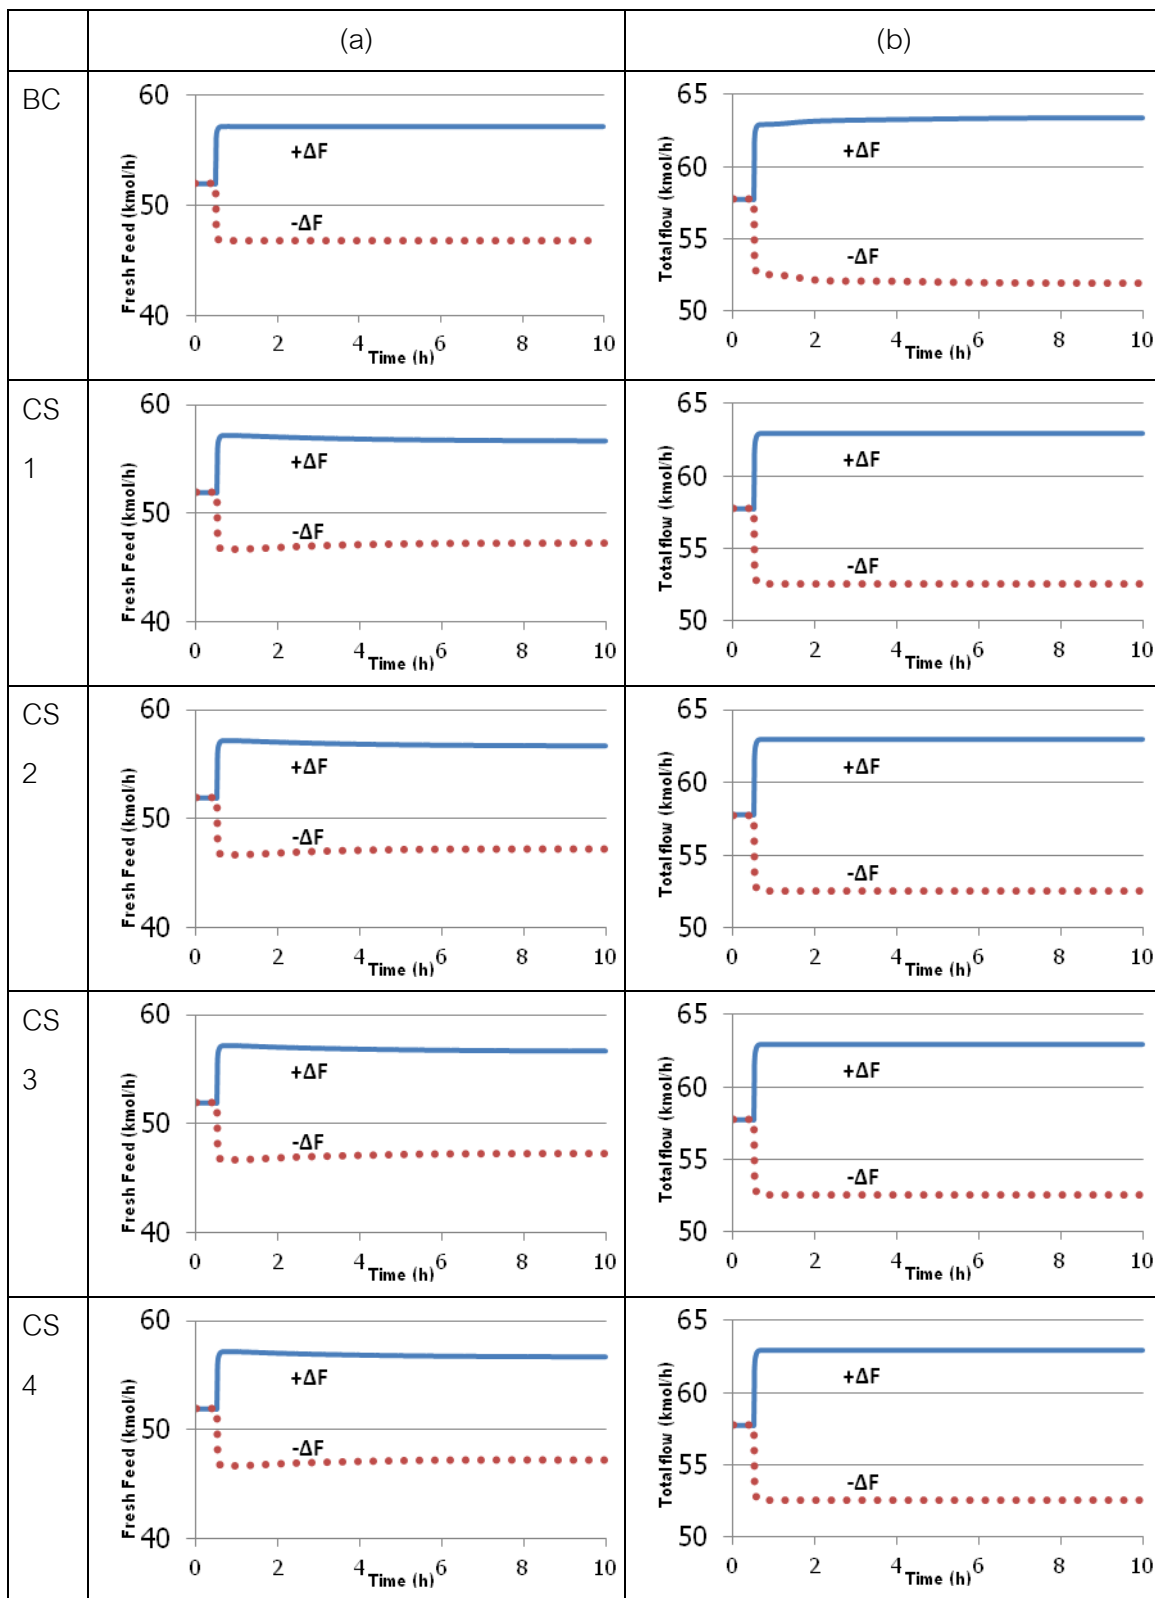 (a) (b)
BC
Fresh Feed (kmol/h)
60
50
40
+ΔF
-ΔF
0 2 4 6 8 10
Time (h)
Total flow (kmol/h)
65
60
55
50
+ΔF
-ΔF
0 2 4 6 8 10
Time (h)
CS
1
Fresh Feed (kmol/h)
60
50
40
+ΔF
-ΔF
0 2 4 6 8 10
Time (h)
Total flow (kmol/h)
65
60
55
50
+ΔF
-ΔF
0 2 4 6 8 10
Time (h)
CS
2
Fresh Feed (kmol/h)
60
50
40
+ΔF
-ΔF
0 2 4 6 8 10
Time (h)
Total flow (kmol/h)
65
60
55
50
+ΔF
-ΔF
0 2 4 6 8 10
Time (h)
CS
3
Fresh Feed (kmol/h)
60
50
40
+ΔF
-ΔF
0 2 4 6 8 10
Time (h)
Total flow (kmol/h)
65
60
55
50
+ΔF
-ΔF
0 2 4 6 8 10
Time (h)
CS
4
Fresh Feed (kmol/h)
60
50
40
+ΔF
-ΔF
0 2 4 6 8 10
Time (h)
Total flow (kmol/h)
65
60
55
50
+ΔF
-ΔF
0 2 4 6 8 10
Time (h)